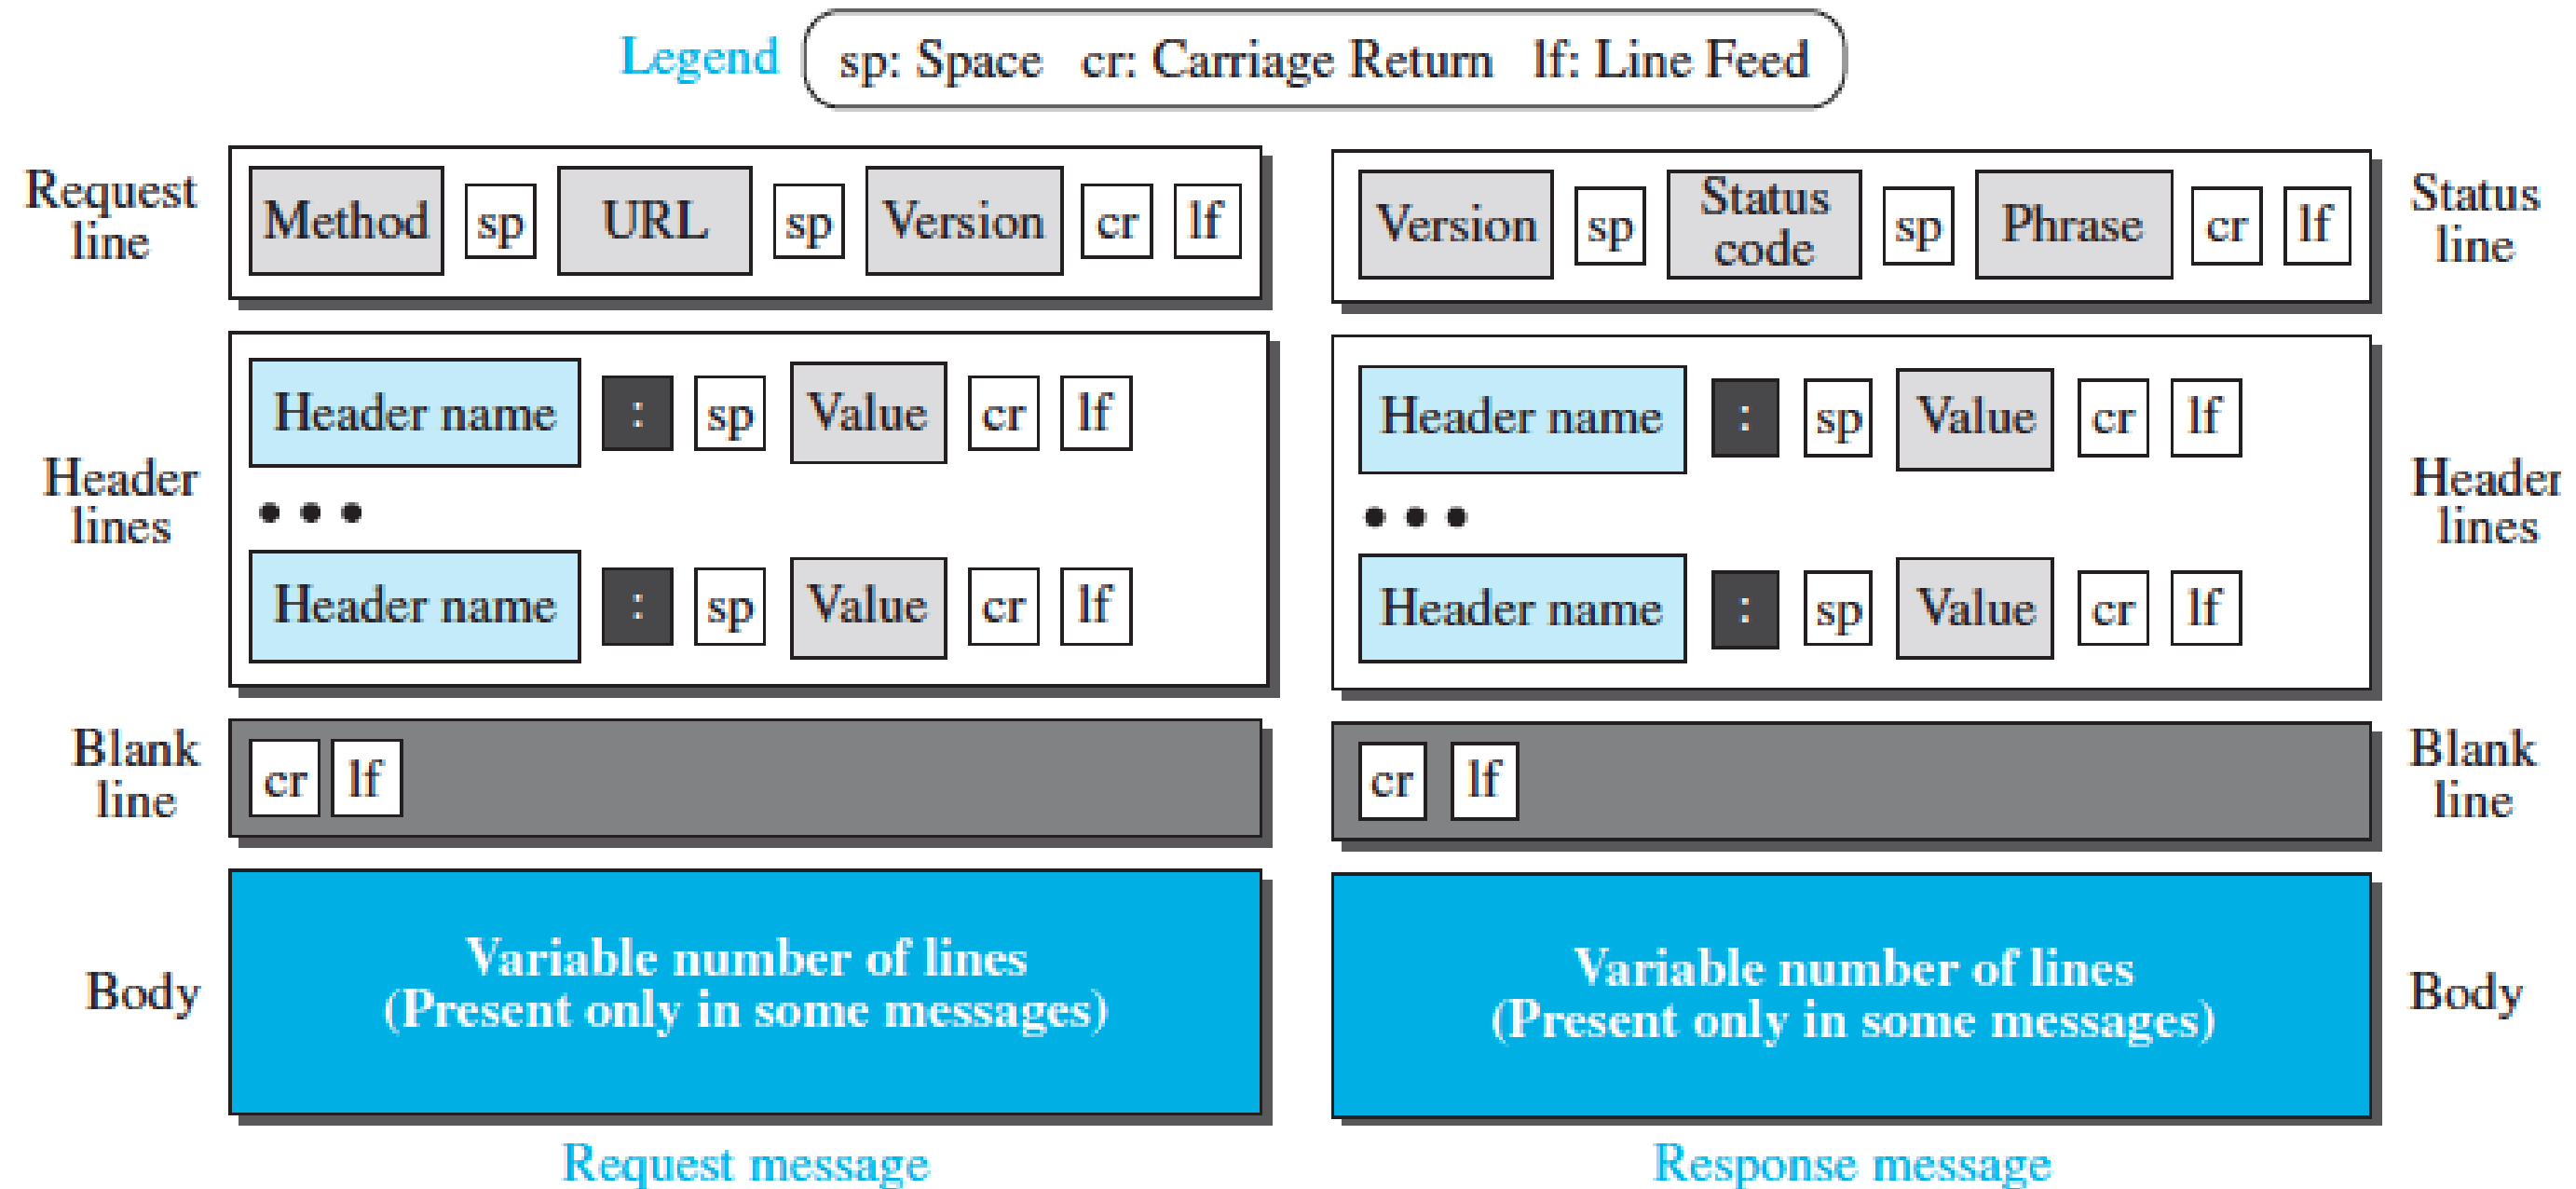 Legend
sp: Space cr: Carriage Return lf: Line Feed
Request
line
Method sp URL sp Version cr lf
Header
lines
Header name : sp Value cr lf
• • •
Header name : sp Value cr lf
Blank
line
cr lf
Body
Variable number of lines
(Present only in some messages)
Request message
Version sp Status code sp Phrase cr lf
Status
line
Header name : sp Value cr lf
• • •
Header name : sp Value cr lf
Header
lines
cr lf
Blank
line
Variable number of lines
(Present only in some messages)
Body
Response message